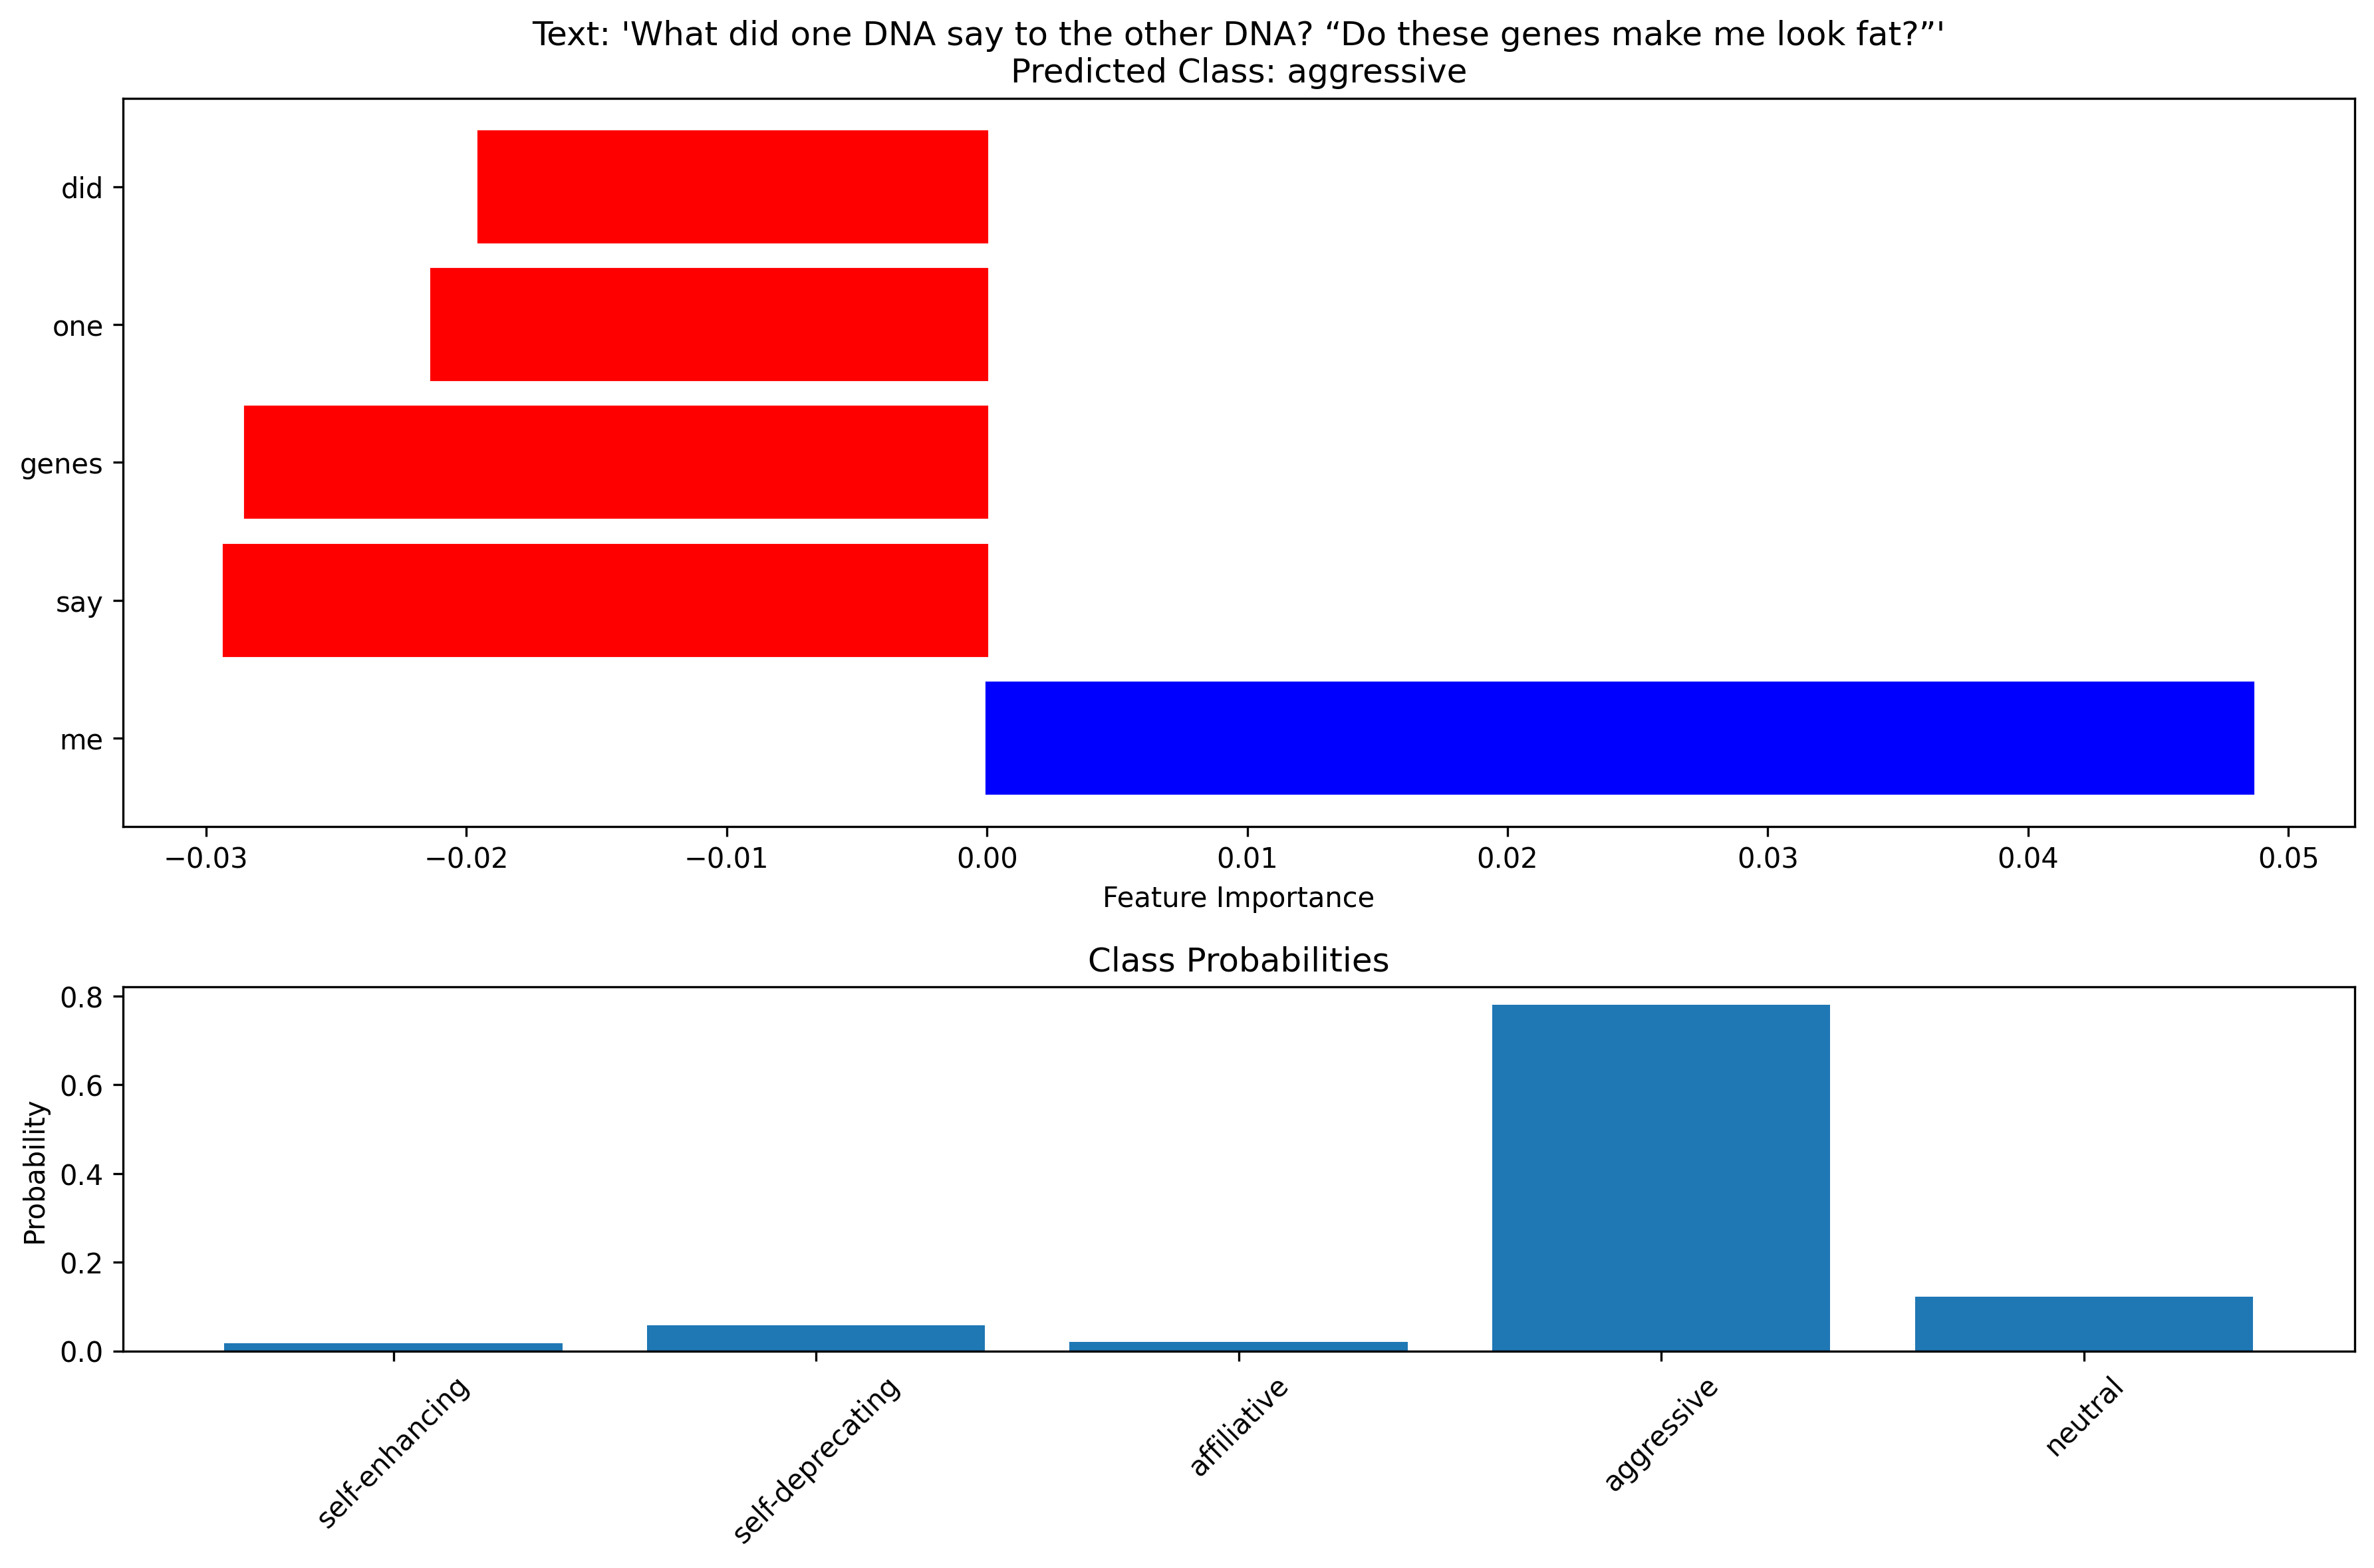 Text: 'What did one DNA say to the other DNA? “Do these genes make me look fat?”'
Predicted Class: aggressive
did
one
genes
say
me
−0.03
−0.02
−0.01
0.00
0.01
0.02
0.03
0.04
0.05
Feature Importance
Class Probabilities
0.8
0.6
0.4
0.2
0.0
Probability
self-enhancing
self-deprecating
affiliative
aggressive
neutral